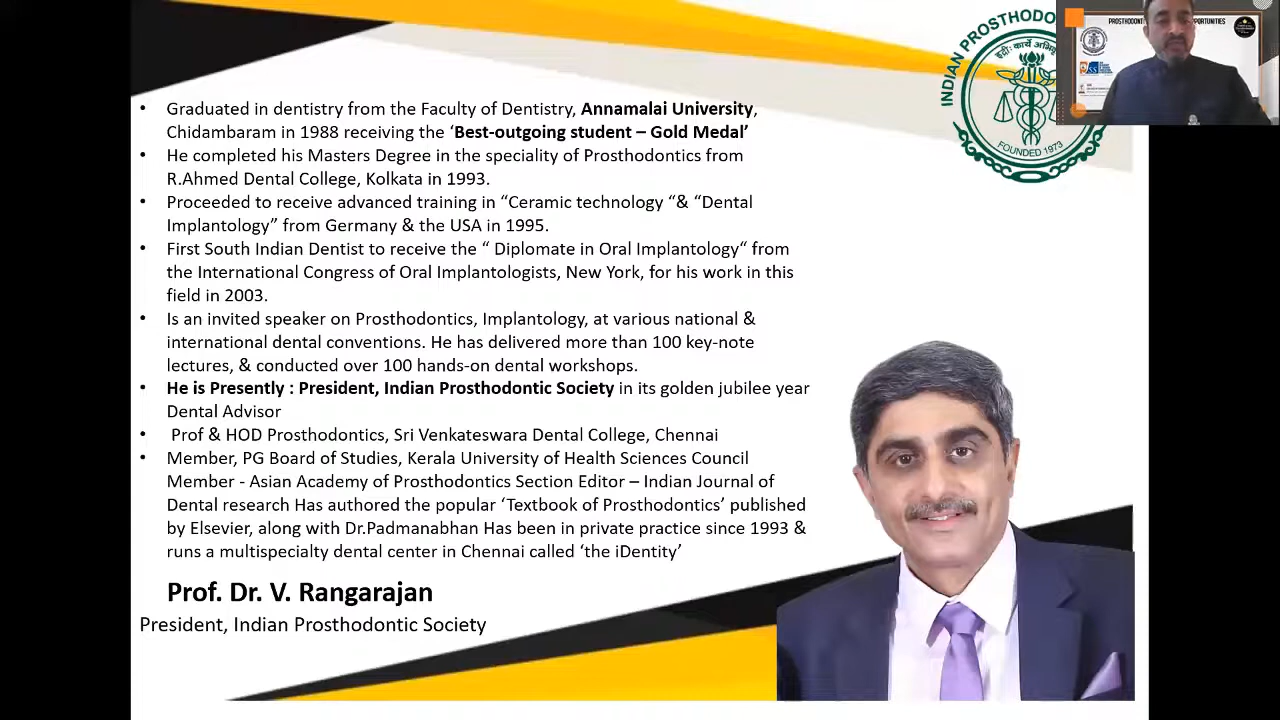 • Graduated in dentistry from the Faculty of Dentistry, Annamalai University,
Chidambaram in 1988 receiving the ‘Best-outgoing student – Gold Medal’
• He completed his Masters Degree in the speciality of Prosthodontics from
R.Ahmed Dental College, Kolkata in 1993.
• Proceeded to receive advanced training in “Ceramic technology “& “Dental
Implantology” from Germany & the USA in 1995.
• First South Indian Dentist to receive the “ Diplomate in Oral Implantology“ from
the International Congress of Oral Implantologists, New York, for his work in this
field in 2003.
• Is an invited speaker on Prosthodontics, Implantology, at various national &
international dental conventions. He has delivered more than 100 key-note
lectures, & conducted over 100 hands-on dental workshops.
• He is Presently : President, Indian Prosthodontic Society in its golden jubilee year
Dental Advisor
• Prof & HOD Prosthodontics, Sri Venkateswara Dental College, Chennai
• Member, PG Board of Studies, Kerala University of Health Sciences Council
Member - Asian Academy of Prosthodontics Section Editor – Indian Journal of
Dental research Has authored the popular ‘Textbook of Prosthodontics’ published
by Elsevier, along with Dr.Padmanabhan Has been in private practice since 1993 &
runs a multispecialty dental center in Chennai called ‘the iDentity’
Prof. Dr. V. Rangarajan
President, Indian Prosthodontic Society
INDIAN PROSTHODO
FOUNDED 1973